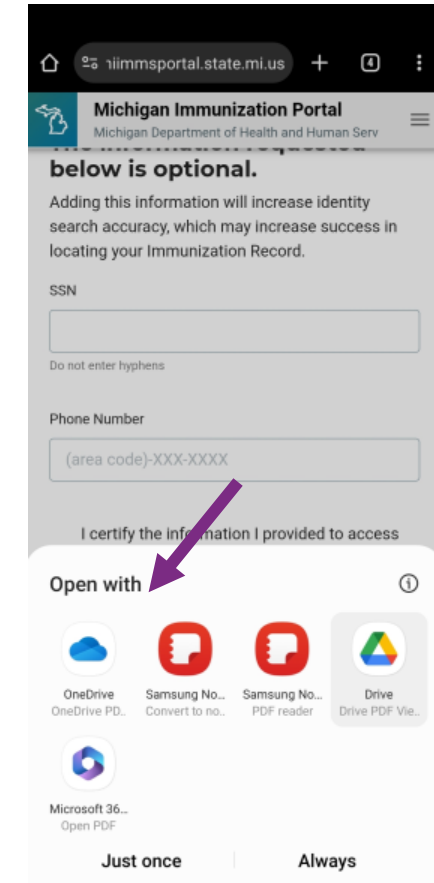 niimmsportal.state.mi.us
4
Michigan Immunization Portal
Michigan Department of Health and Human Serv
The information requested
below is optional.
Adding this information will increase identity
search accuracy, which may increase success in
locating your Immunization Record.
SSN
Do not enter hyphens
Phone Number
(area code)-XXX-XXXX
I certify the information I provided to access
Open with
OneDrive
OneDrive PD..
Samsung No...
Convert to no..
Samsung No...
PDF reader
Drive
Drive PDF Vie..
Microsoft 36...
Open PDF
Just once
Always